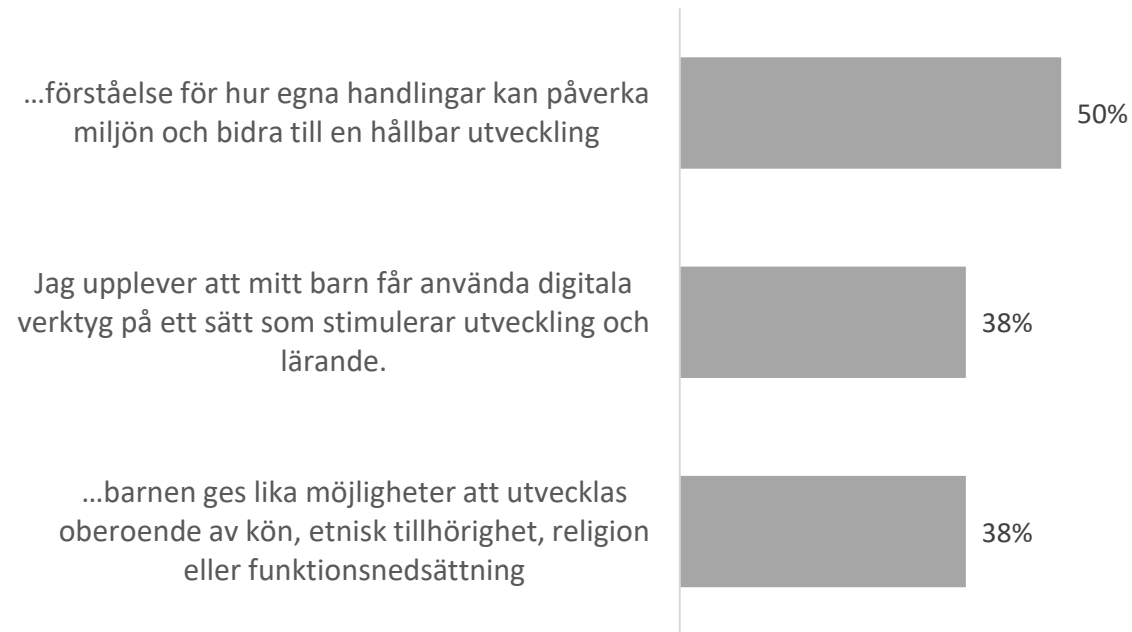 …förståelse för hur egna handlingar kan påverka
miljön och bidra till en hållbar utveckling
50%
Jag upplever att mitt barn får använda digitala
verktyg på ett sätt som stimulerar utveckling och
lärande.
38%
…barnen ges lika möjligheter att utvecklas
oberoende av kön, etnisk tillhörighet, religion
eller funktionsnedsättning
38%